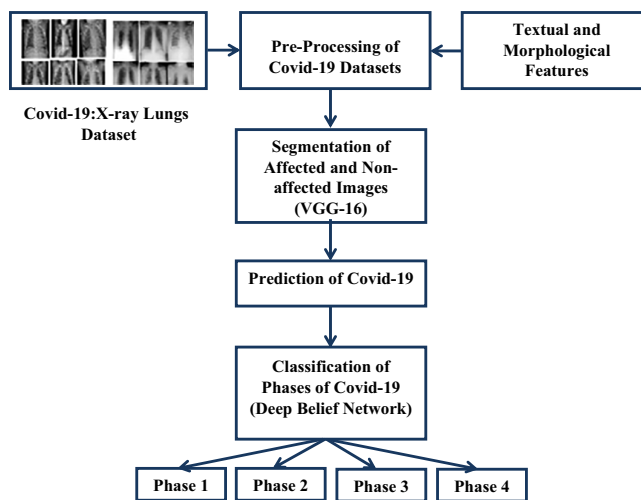 Pre-Processing of
Covid-19 Datasets
Textual and
Morphological
Features
Covid-19:X-ray Lungs
Dataset
Segmentation of
Affected and Non-
affected Images
(VGG-16)
Prediction of Covid-19
Classification of
Phases of Covid-19
(Deep Belief Network)
Phase 1
Phase 2
Phase 3
Phase 4